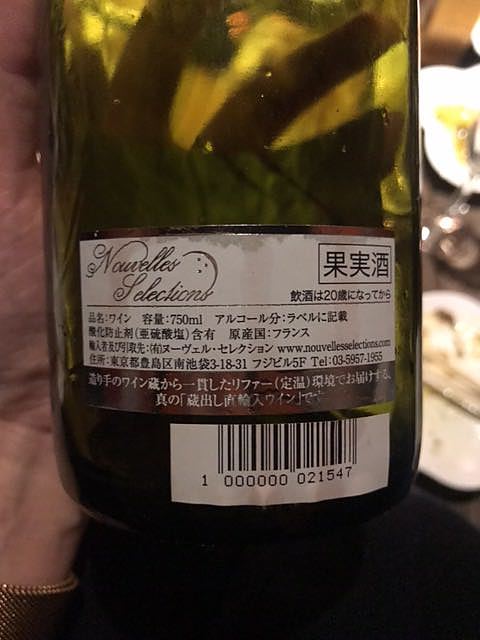 Nouvelles
Selections
果実酒
飲酒は20歳になってから
品名:ワイン 容量:750ml アルコール分:ラベルに記載
酸化防止剤(亜硫酸塩)含有 原産国:フランス
輸入者及び引取先:(有)ヌーヴェル・セレクション www.nouvellesselections.com
住所:東京都豊島区南池袋3-18-31 フジビル5F Tel:03-5957-1955
造り手のワイン蔵から一貫したリファー(定温)環境でお届けする、
真の「蔵出し直輸入ワイン」です
1 000000 021547